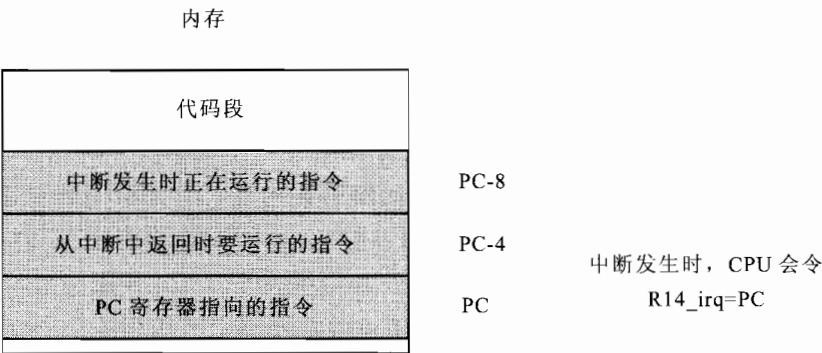 内存
代码段
中断发生时正在运行的指令
PC-8
从中断中返回时要运行的指令
PC-4
中断发生时，CPU 会令
PC 寄存器指向的指令
PC
R14_irq=PC